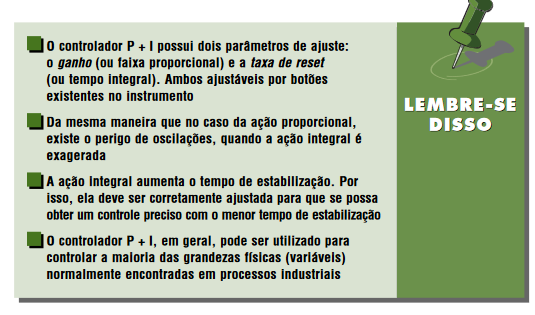 O controlador P + I possui dois parâmetros de ajuste:
o ganho (ou faixa proporcional) e a taxa de reset
(ou tempo integral). Ambos ajustáveis por botões
existentes no instrumento
Da mesma maneira que no caso da ação proporcional,
existe o perigo de oscilações, quando a ação integral é
exagerada
A ação integral aumenta o tempo de estabilização. Por
isso, ela deve ser corretamente ajustada para que se possa
obter um controle preciso com o menor tempo de estabilização
O controlador P + I, em geral, pode ser utilizado para
controlar a maioria das grandezas físicas (variáveis)
normalmente encontradas em processos industriais
LEMBRE-SE
DISSO